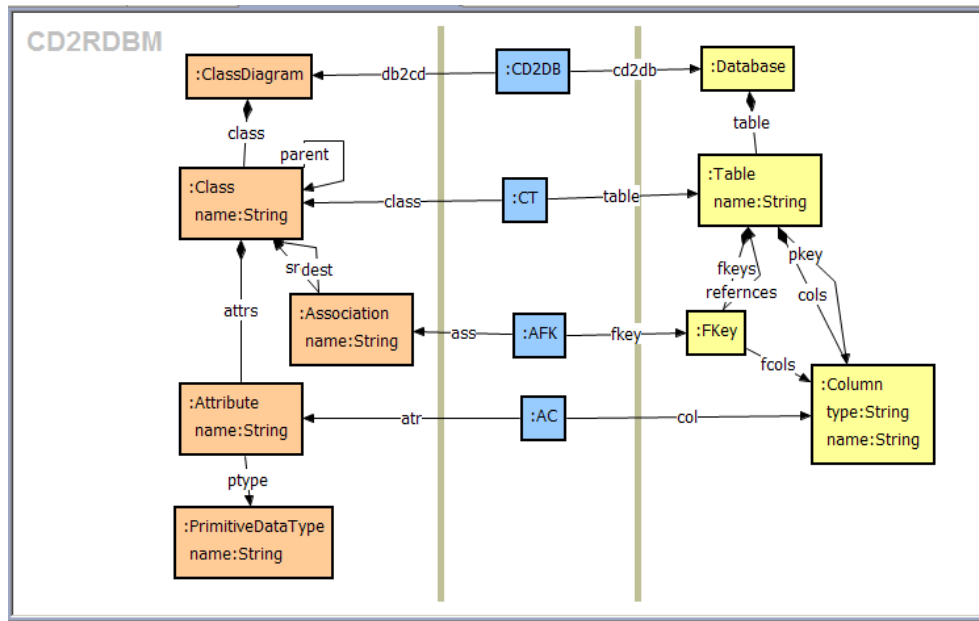 CD2RDBM
:ClassDiagram
db2cd
:CD2DB
cd2db
:Database
class
table
parent
:Class
name:String
class
:CT
table
:Table
name:String
src
dest
fkeys
pkey
refernces
cols
attrs
:Association
name:String
ass
:AFK
fkey
:FKey
fcols
:Attribute
name:String
atr
:AC
col
:Column
type:String
name:String
ptype
:PrimitiveDataType
name:String